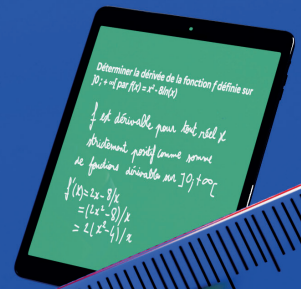 Déterminer la dérivée de la fonction f définie sur
]0 ; + ∞[ par f(x) = x² - 8ln(x)
f est dérivable pour tout réel x
strictement positif comme somme
de fonctions dérivables sur ]0;+∞[
f'(x) = 2x - 8/x
= (2x² - 8)/x
= 2(x² - 4)/x